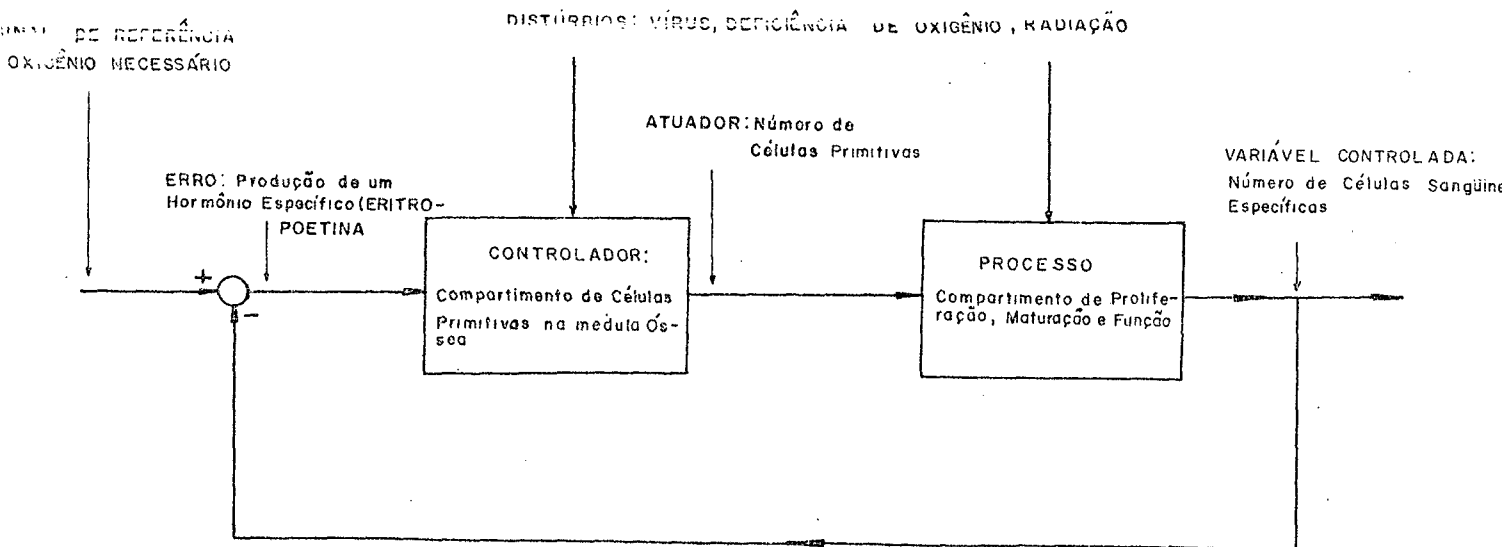 DE REFERÊNCIA
OXIGÊNIO NECESSÁRIO
DISTÚRBIOS: VÍRUS, DEFICIÊNCIA DE OXIGÊNIO, RADIAÇÃO
ERRO: Produção de um
Hormônio Específico (ERITRO-
POETINA
+
-
CONTROLADOR:
Compartimento de Células
Primitivas na medula Ós-
sea
ATUADOR: Número de
Células Primitivas
PROCESSO
Compartimento de Prolife-
ração, Maturação e Função
VARIÁVEL CONTROLADA:
Número de Células Sangüíne
Específicas